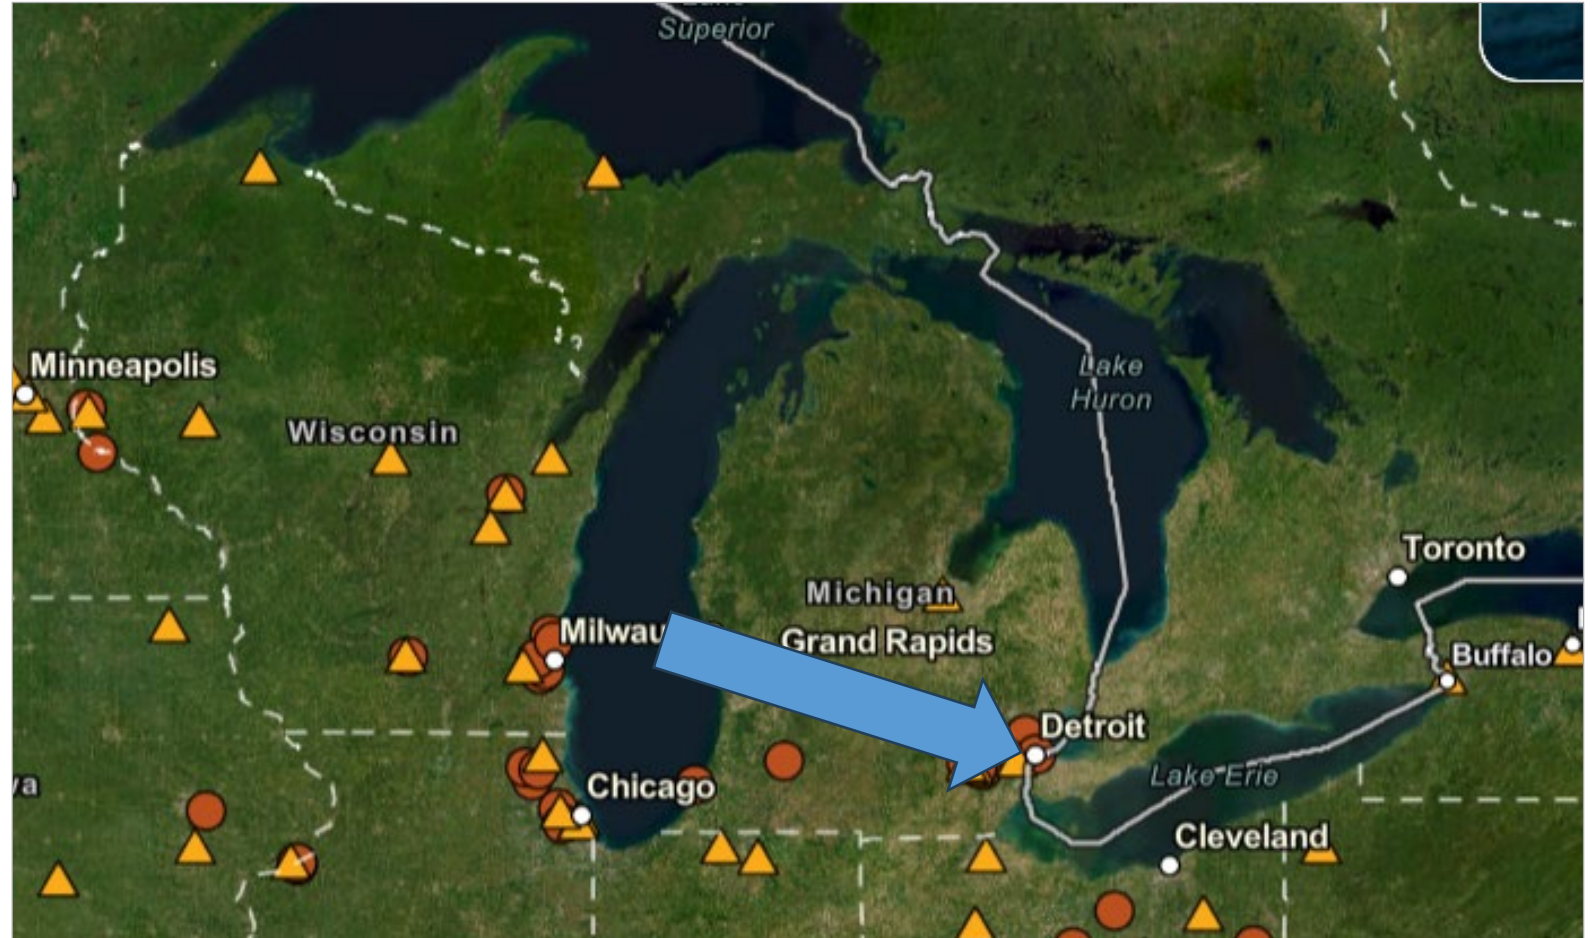 Superior
Minneapolis
Wisconsin
Lake
Huron
Toronto
Michigan
Milwau
Grand Rapids
Buffalo
Detroit
Lake Erie
Chicago
Cleveland